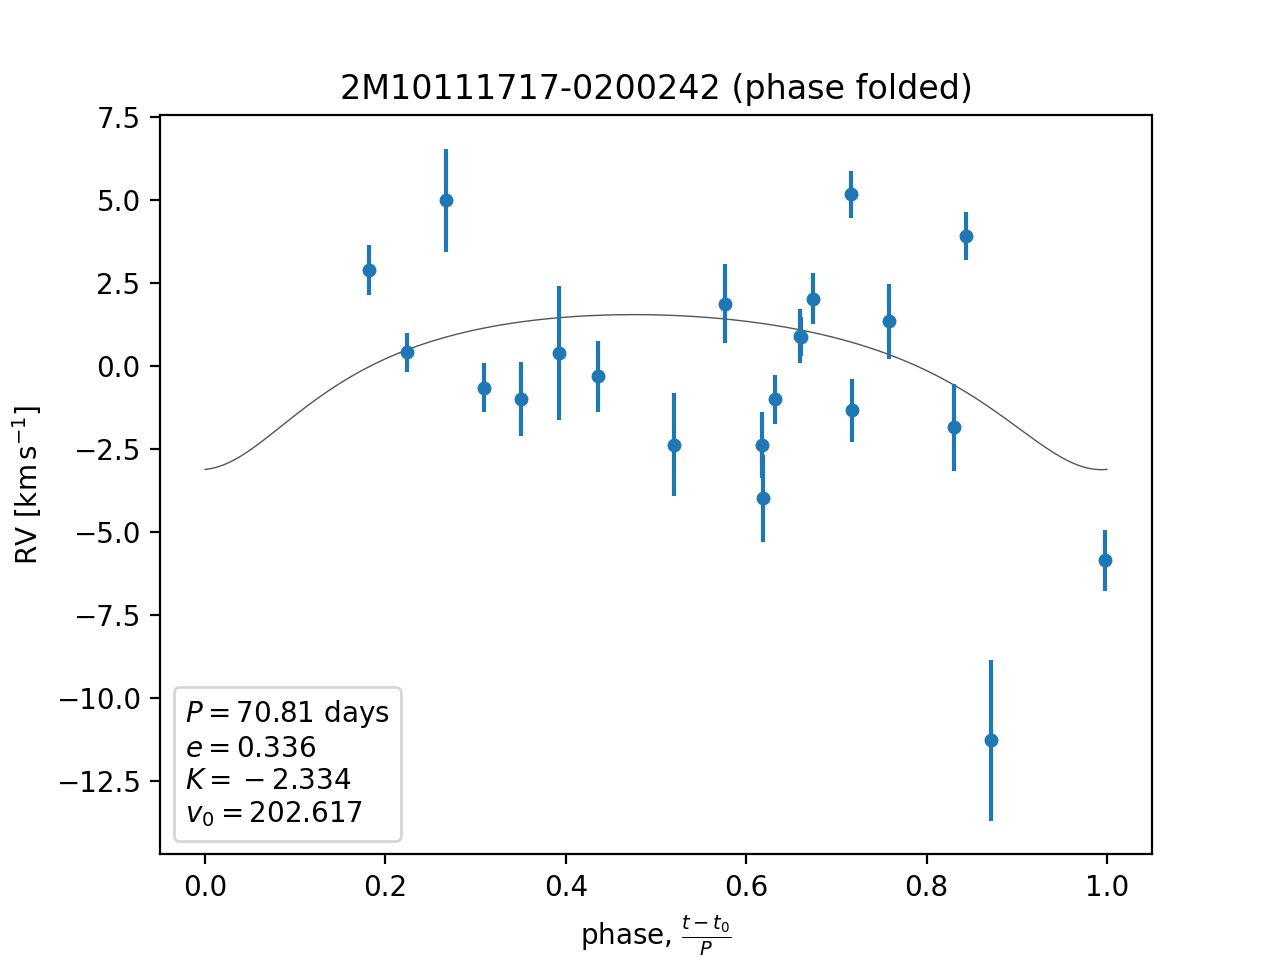 2M10111717-0200242 (phase folded)
7.5
5.0
2.5
0.0
−2.5
−5.0
−7.5
−10.0
−12.5
RV [km s⁻¹]
P = 70.81 days
e = 0.336
K = −2.334
v₀ = 202.617
0.0 0.2 0.4 0.6 0.8 1.0
phase, (t − t₀)/P